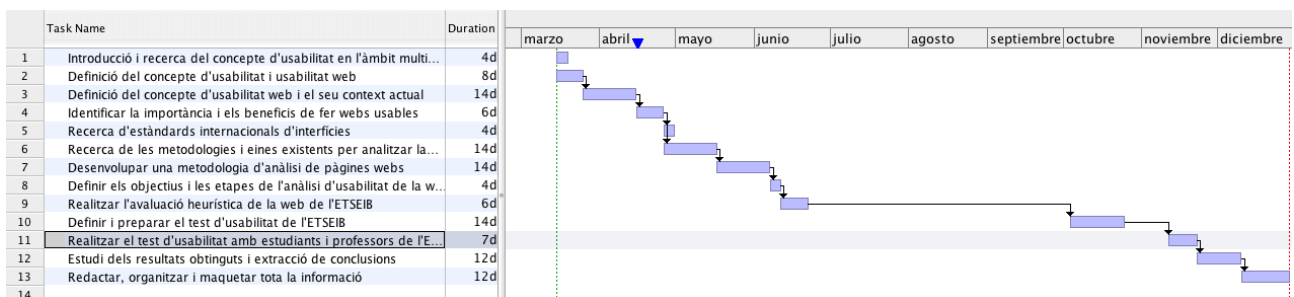 Task Name Duration
marzo abril mayo junio julio agosto septiembre octubre noviembre diciembre
1 Introducció i recerca del concepte d'usabilitat en l'àmbit multi... 4d
2 Definició del concepte d'usabilitat i usabilitat web 8d
3 Definició del concepte d'usabilitat web i el seu context actual 14d
4 Identificar la importància i els beneficis de fer webs usables 6d
5 Recerca d'estàndards internacionals d'interfícies 4d
6 Recerca de les metodologies i eines existents per analitzar la... 14d
7 Desenvolupar una metodologia d'anàlisi de pàgines webs 14d
8 Definir els objectius i les etapes de l'anàlisi d'usabilitat de la w... 4d
9 Realitzar l'avaluació heurística de la web de l'ETSEIB 6d
10 Definir i preparar el test d'usabilitat de l'ETSEIB 14d
11 Realitzar el test d'usabilitat amb estudiants i professors de l'E... 7d
12 Estudi dels resultats obtinguts i extracció de conclusions 12d
13 Redactar, organitzar i maquetar tota la informació 12d
14